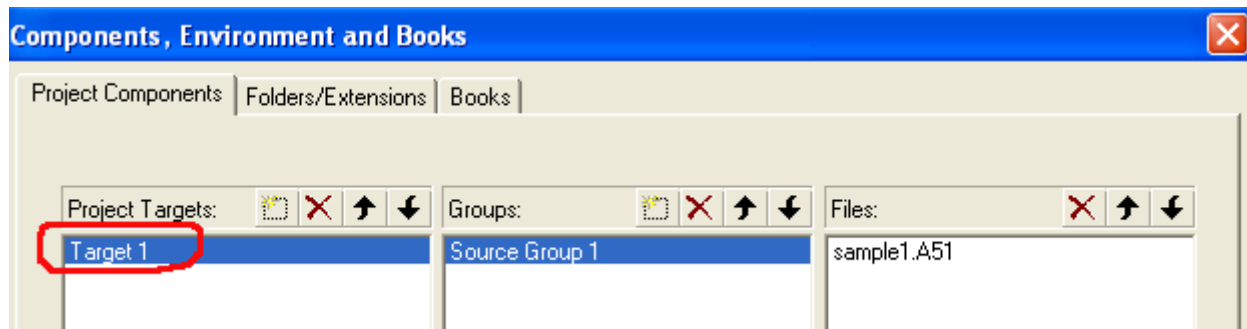 Components, Environment and Books
Project Components Folders/Extensions Books
Project Targets: Groups: Files:
Target 1 Source Group 1 sample1.A51